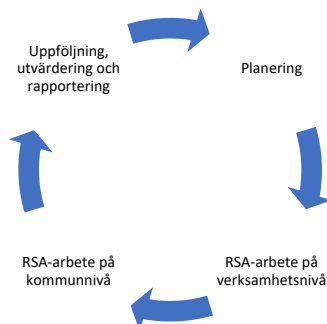 Uppföljning,
utvärdering och
rapportering
Planering
RSA-arbete på
verksamhetsnivå
RSA-arbete på
kommunnivå